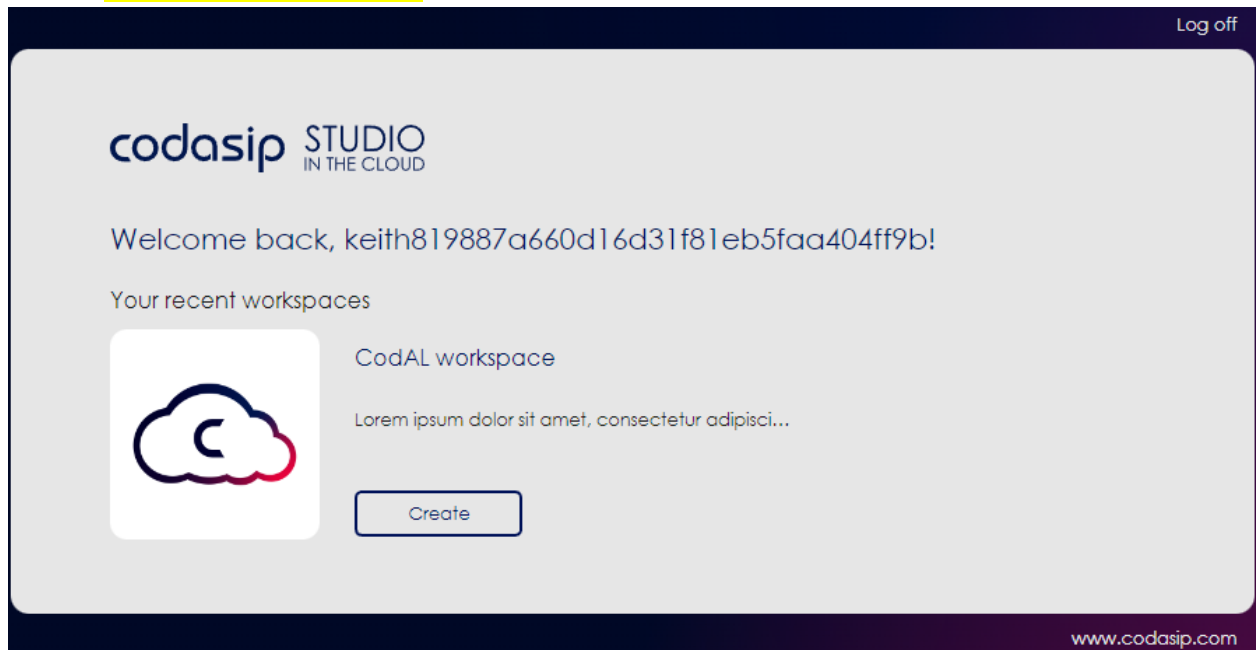 Log off
codasip STUDIO
IN THE CLOUD
Welcome back, keith819887a660d16d31f81eb5faa404ff9b!
Your recent workspaces
CodAL workspace
Lorem ipsum dolor sit amet, consectetur adipisci...
C
Create
www.codasip.com